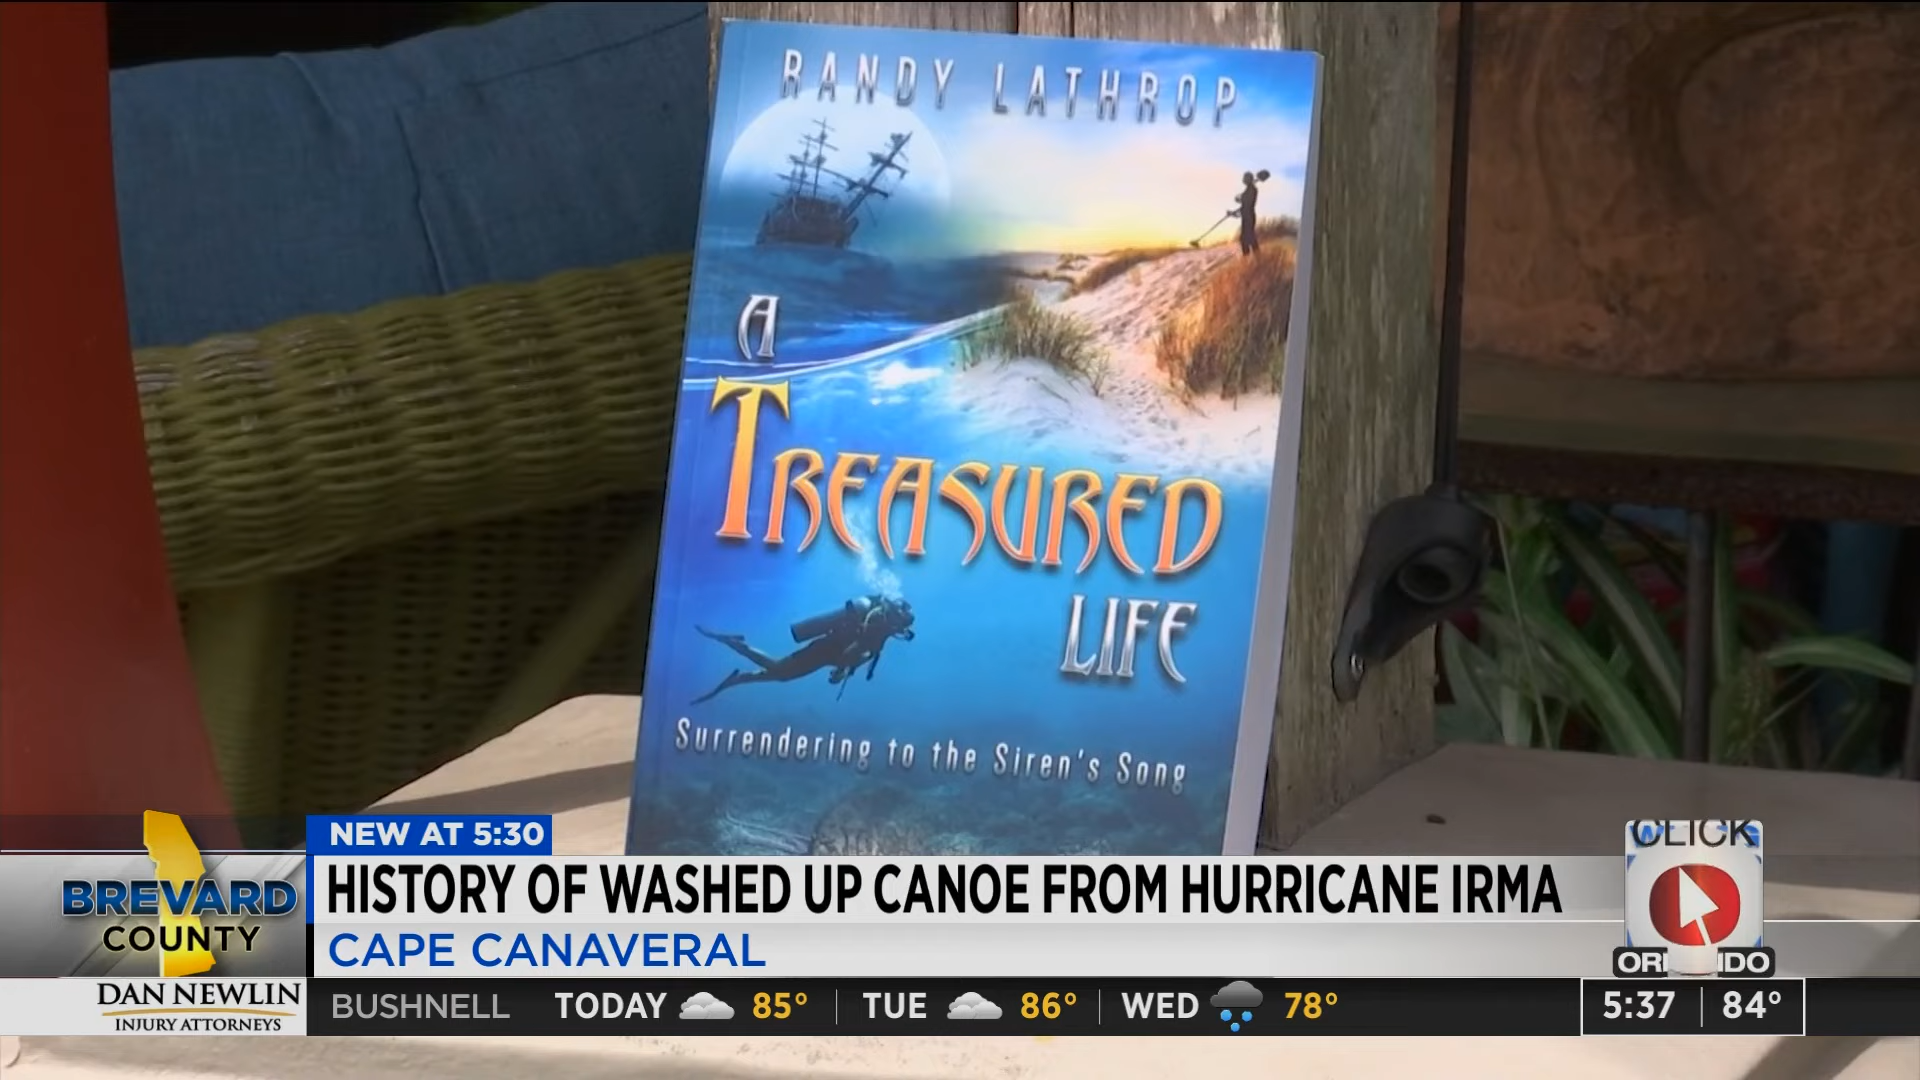 RANDY LATHROP
A
TREASURED
LIFE
Surrendering to the Siren's Song
NEW AT 5:30
HISTORY OF WASHED UP CANOE FROM HURRICANE IRMA
CAPE CANAVERAL
BREVARD
COUNTY
DAN NEWLIN
INJURY ATTORNEYS
BUSHNELL TODAY 85° TUE 86° WED 78°
CLICK
5:37 84°